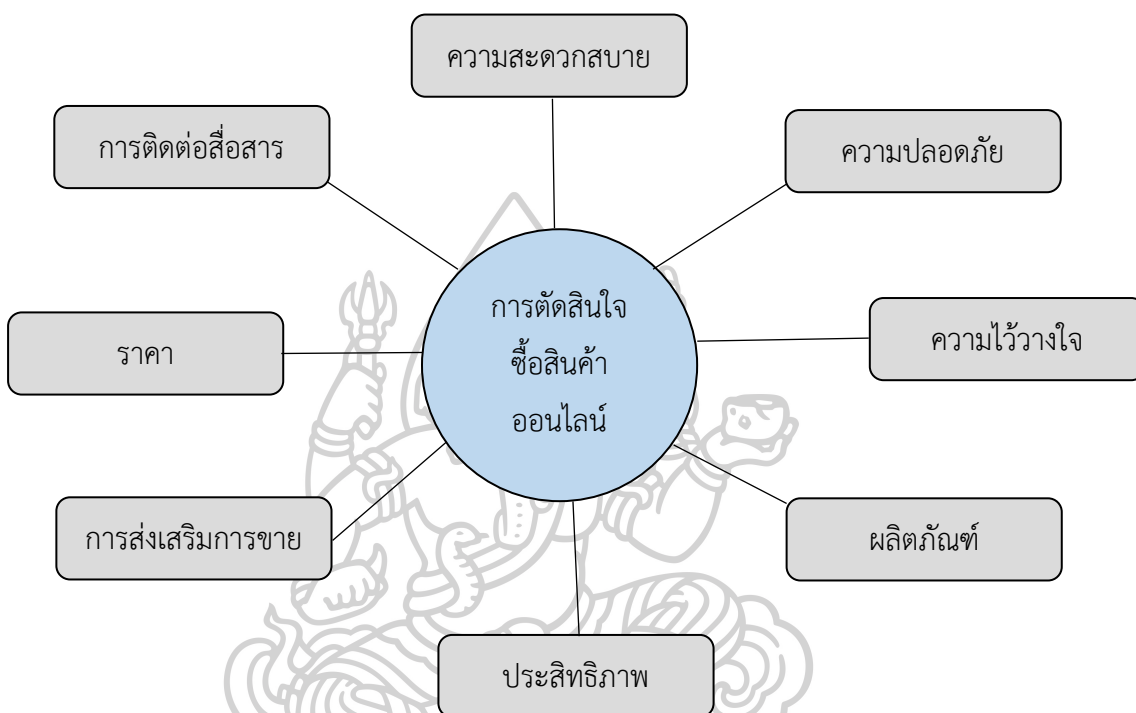 ความสะดวกสบาย
การติดต่อสื่อสาร
ความปลอดภัย
การตัดสินใจ
ซื้อสินค้า
ออนไลน์
ราคา
ความไว้วางใจ
การส่งเสริมการขาย
ผลิตภัณฑ์
ประสิทธิภาพ